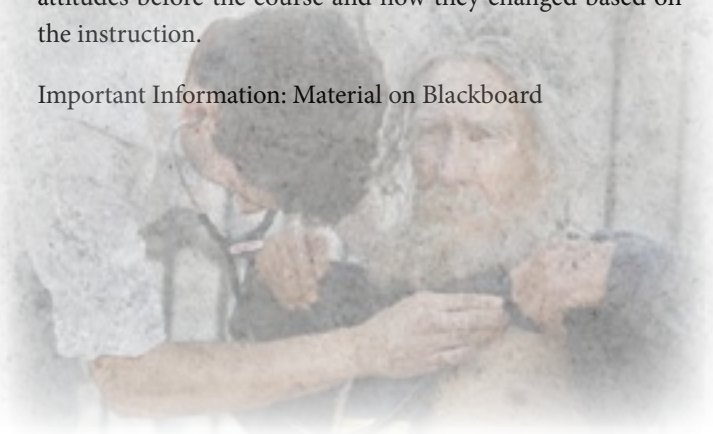 attitudes before the course and how they changed based on
the instruction.
Important Information: Material on Blackboard